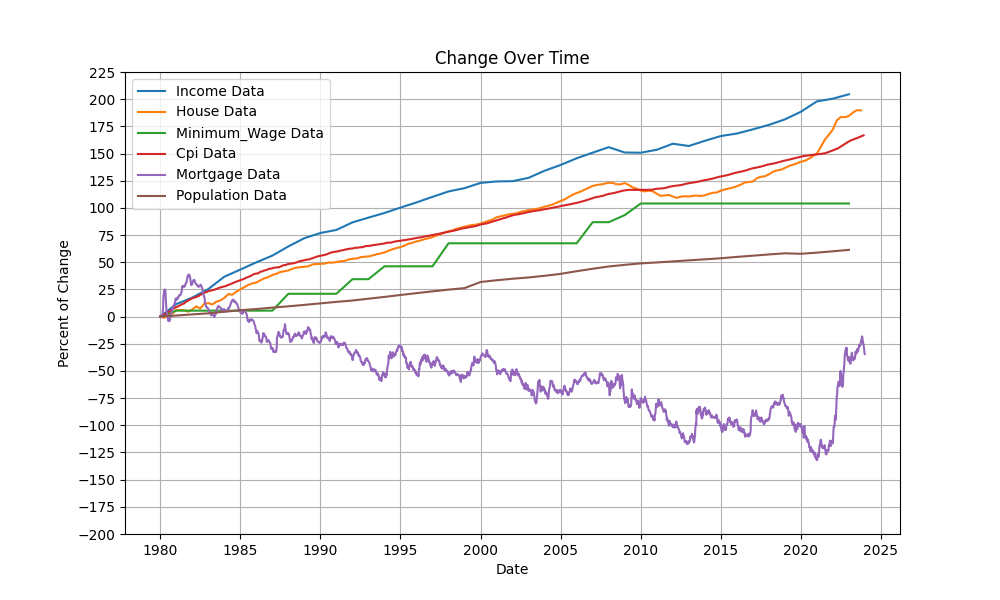 Change Over Time
Income Data
House Data
Minimum_Wage Data
Cpi Data
Mortgage Data
Population Data
Percent of Change
225
200
175
150
125
100
75
50
25
0
−25
−50
−75
−100
−125
−150
−175
−200
1980 1985 1990 1995 2000 2005 2010 2015 2020 2025
Date